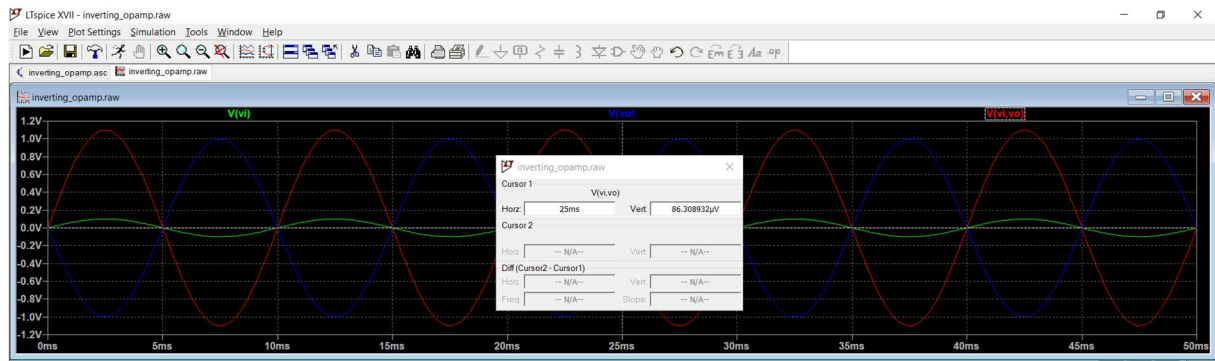 LTspice XVII - inverting_opamp.raw
File View Plot Settings Simulation Tools Window Help
inverting_opamp.asc inverting_opamp.raw
inverting_opamp.raw
V(vi) V(vo) V(vi,vo)
1.2V
1.0V
0.8V
0.6V
0.4V
0.2V
0.0V
-0.2V
-0.4V
-0.6V
-0.8V
-1.0V
-1.2V
0ms 5ms 10ms 15ms 20ms 25ms 30ms 35ms 40ms 45ms 50ms
inverting_opamp.raw
Cursor 1
V(vi,vo)
Horz: 25ms Vert: 86.308932µV
Cursor 2
Horz: -- N/A-- Vert: -- N/A--
Diff (Cursor2 - Cursor1)
Horz: -- N/A-- Vert: -- N/A--
Freq: -- N/A-- Slope: -- N/A--